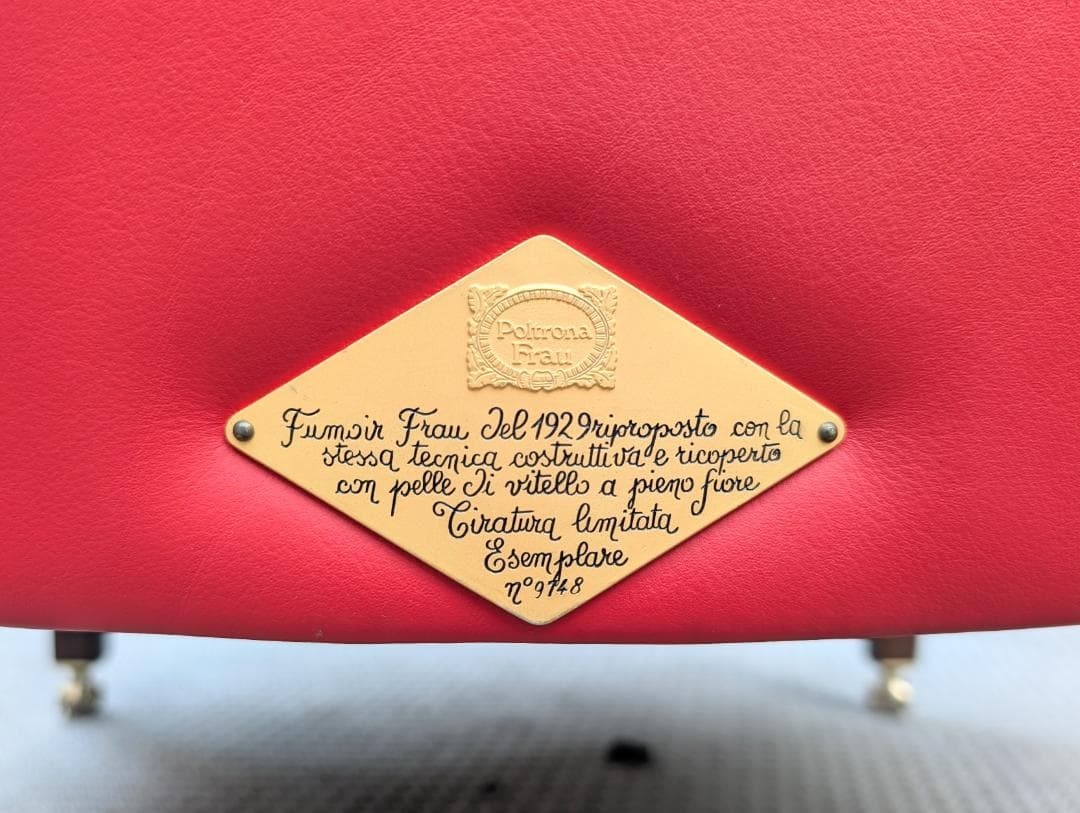 Poltrona
Frau
Fumoir Frau del 1929 riproposto con la
stessa tecnica costruttiva e ricoperto
con pelle di vitello a pieno fiore
Tiratura limitata
Esemplare
n° 9748